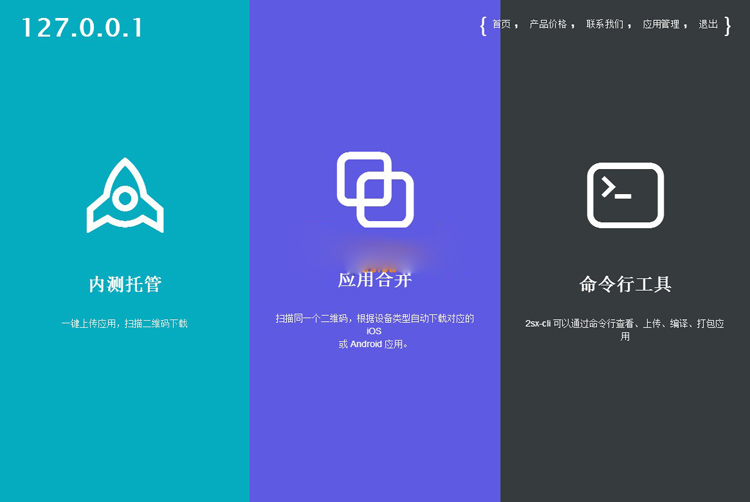 127.0.0.1
{ 首页 , 产品价格 , 联系我们 , 应用管理 , 退出 }
内测托管
一键上传应用，扫描二维码下载
应用合并
扫描同一个二维码，根据设备类型自动下载对应的
iOS
或 Android 应用。
命令行工具
2sx-cli 可以通过命令行查看、上传、编译、打包应
用